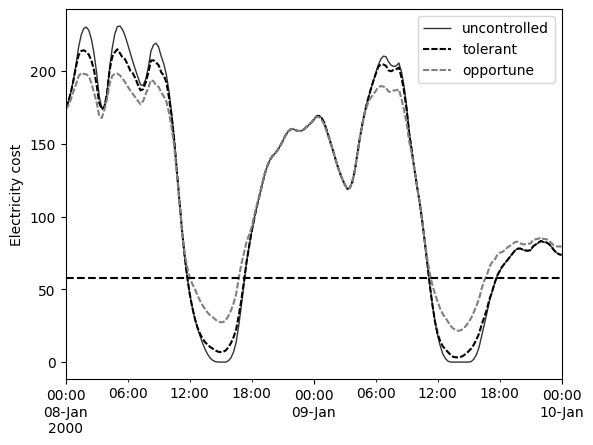 uncontrolled
tolerant
opportune
Electricity cost
200
150
100
50
0
00:00 06:00 12:00 18:00 00:00 06:00 12:00 18:00 00:00
08-Jan 09-Jan 10-Jan
2000